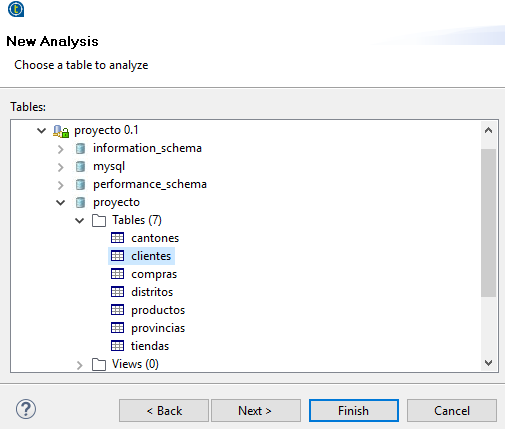 New Analysis
Choose a table to analyze
Tables:
proyecto 0.1
information_schema
mysql
performance_schema
proyecto
Tables (7)
cantones
clientes
compras
distritos
productos
provincias
tiendas
Views (0)
?
< Back Next > Finish Cancel